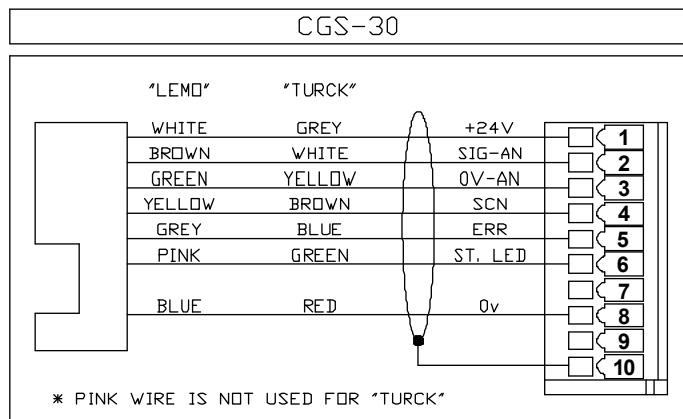 CGS-30
"LEMO" "TURCK"
WHITE GREY +24V 1
BROWN WHITE SIG-AN 2
GREEN YELLOW 0V-AN 3
YELLOW BROWN SCN 4
GREY BLUE ERR 5
PINK GREEN ST. LED 6
7
BLUE RED 0v 8
9
10
* PINK WIRE IS NOT USED FOR "TURCK"